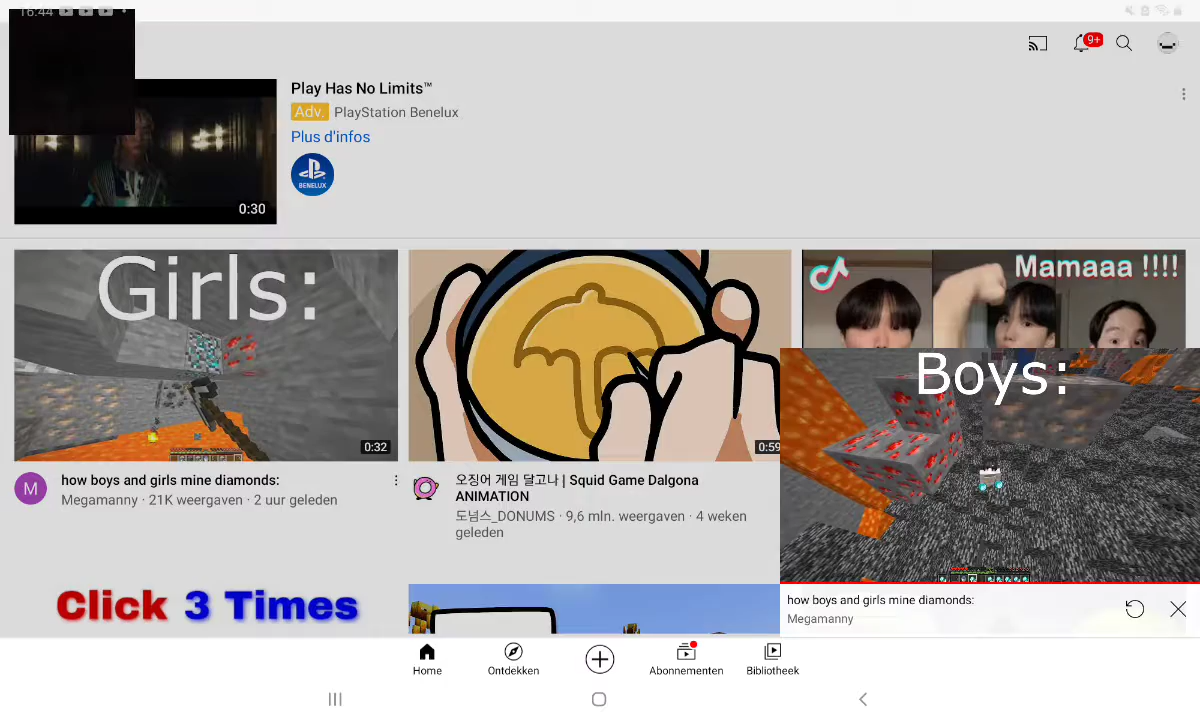 16:44
9+
Play Has No Limits™
Adv. PlayStation Benelux
Plus d'infos
BENELUX
0:30
Girls:
0:32
0:59
Mamaaa !!!!
Boys:
M
how boys and girls mine diamonds:
Megamanny · 21K weergaven · 2 uur geleden
오징어 게임 달고나 | Squid Game Dalgona
ANIMATION
도넘스_DONUMS · 9,6 mln. weergaven · 4 weken
geleden
how boys and girls mine diamonds:
Megamanny
Click 3 Times
Home
Ontdekken
Abonnementen
Bibliotheek